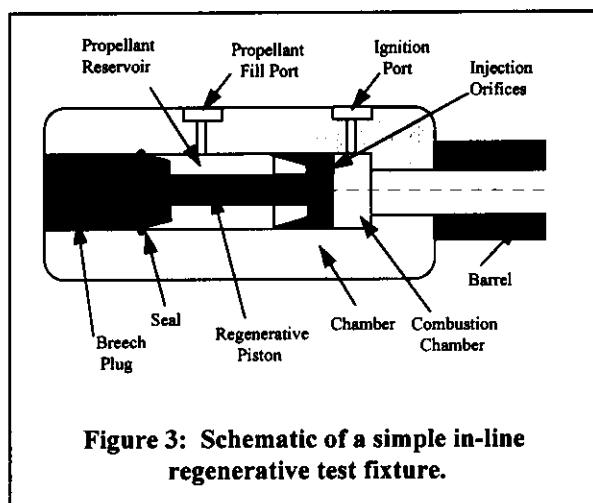 Propellant
Reservoir
Propellant
Fill Port
Ignition
Port
Injection
Orifices
Breech
Plug
Seal
Regenerative
Piston
Chamber
Combustion
Chamber
Barrel
Figure 3: Schematic of a simple in-line
regenerative test fixture.